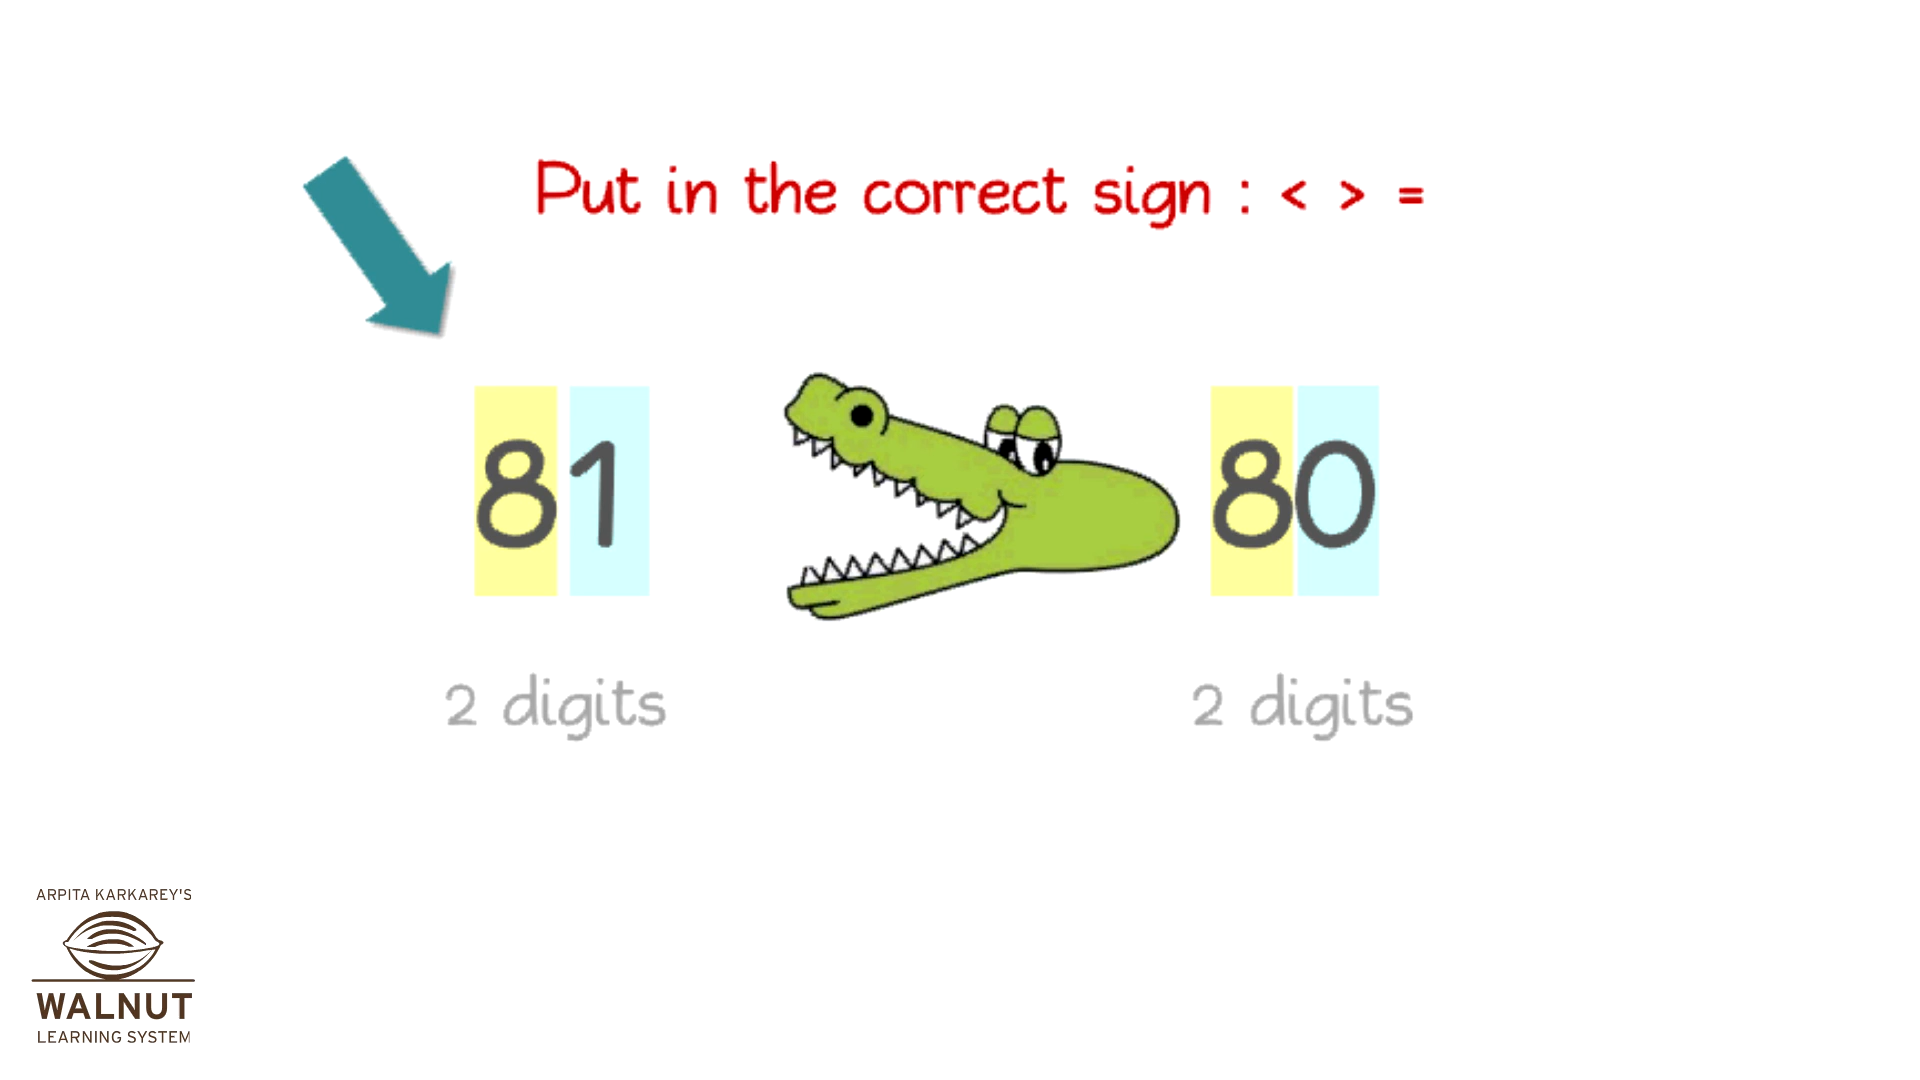 Put in the correct sign : < > =
81 80
2 digits 2 digits
ARPITA KARKAREY'S
WALNUT
LEARNING SYSTEM